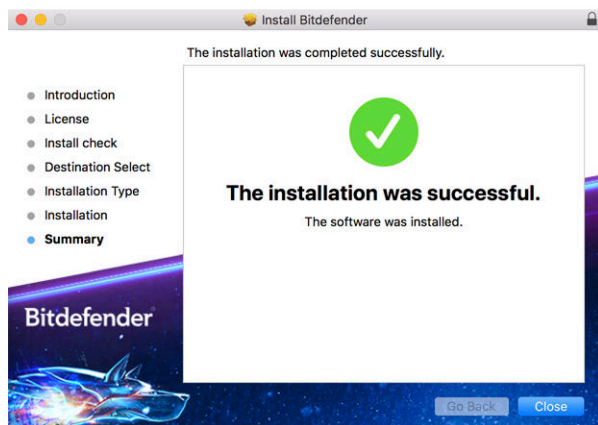 Install Bitdefender
The installation was completed successfully.
Introduction
License
Install check
Destination Select
Installation Type
Installation
Summary
The installation was successful.
The software was installed.
Bitdefender
Go Back
Close